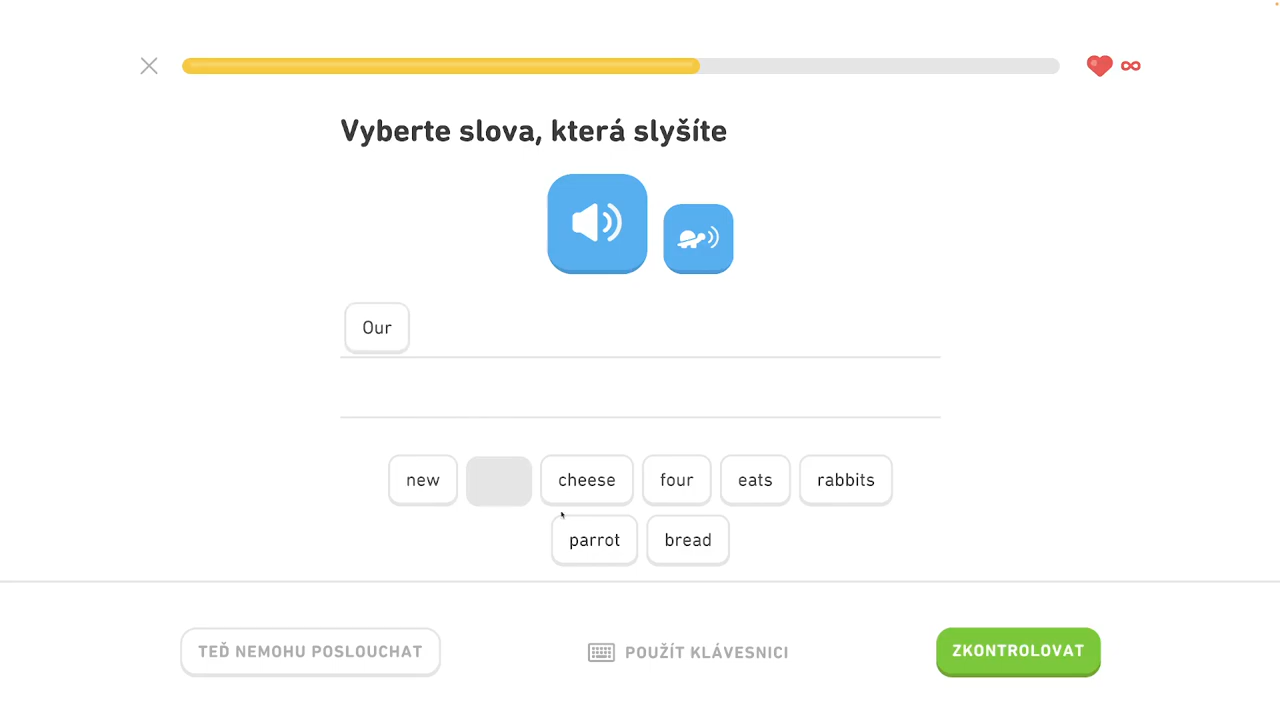 Vyberte slova, která slyšíte
Our
new cheese four eats rabbits
parrot bread
TEĎ NEMOHU POSLOUCHAT POUŽÍT KLÁVESNICI ZKONTROLOVAT